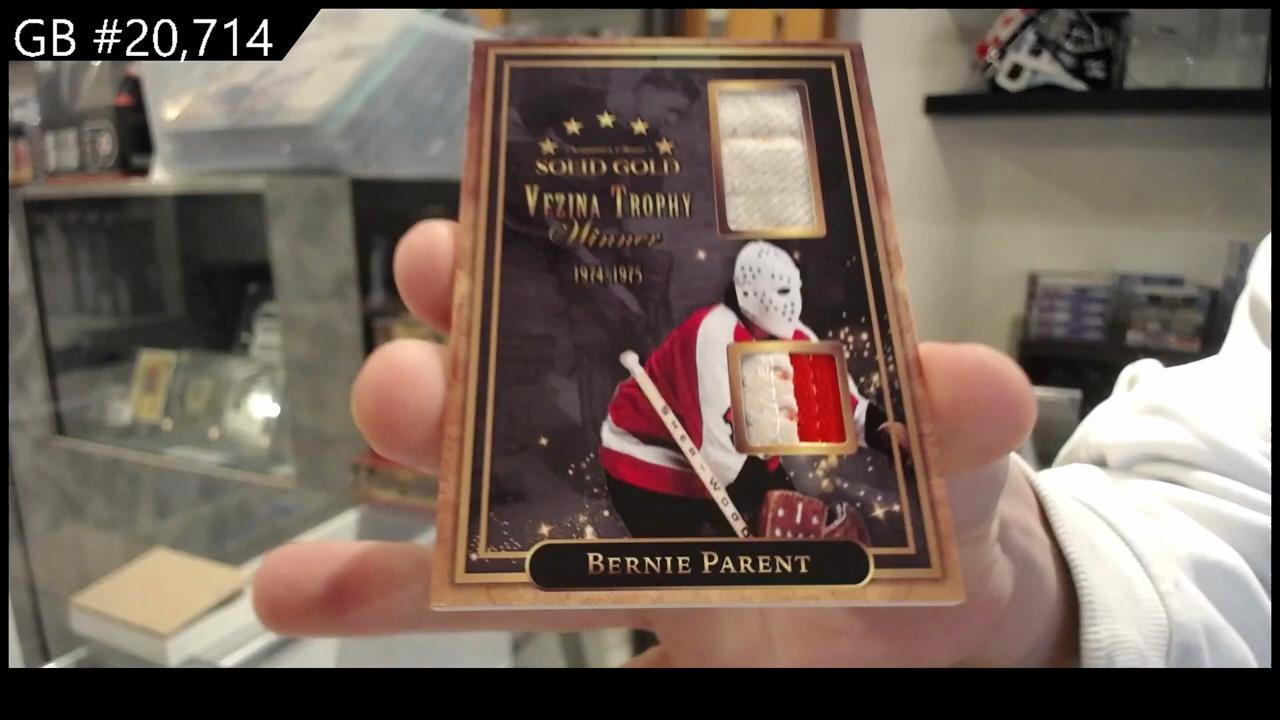 GB #20,714
SOLID GOLD
VEZINA TROPHY
Winner
1974-1975
SHER-WOOD
BERNIE PARENT